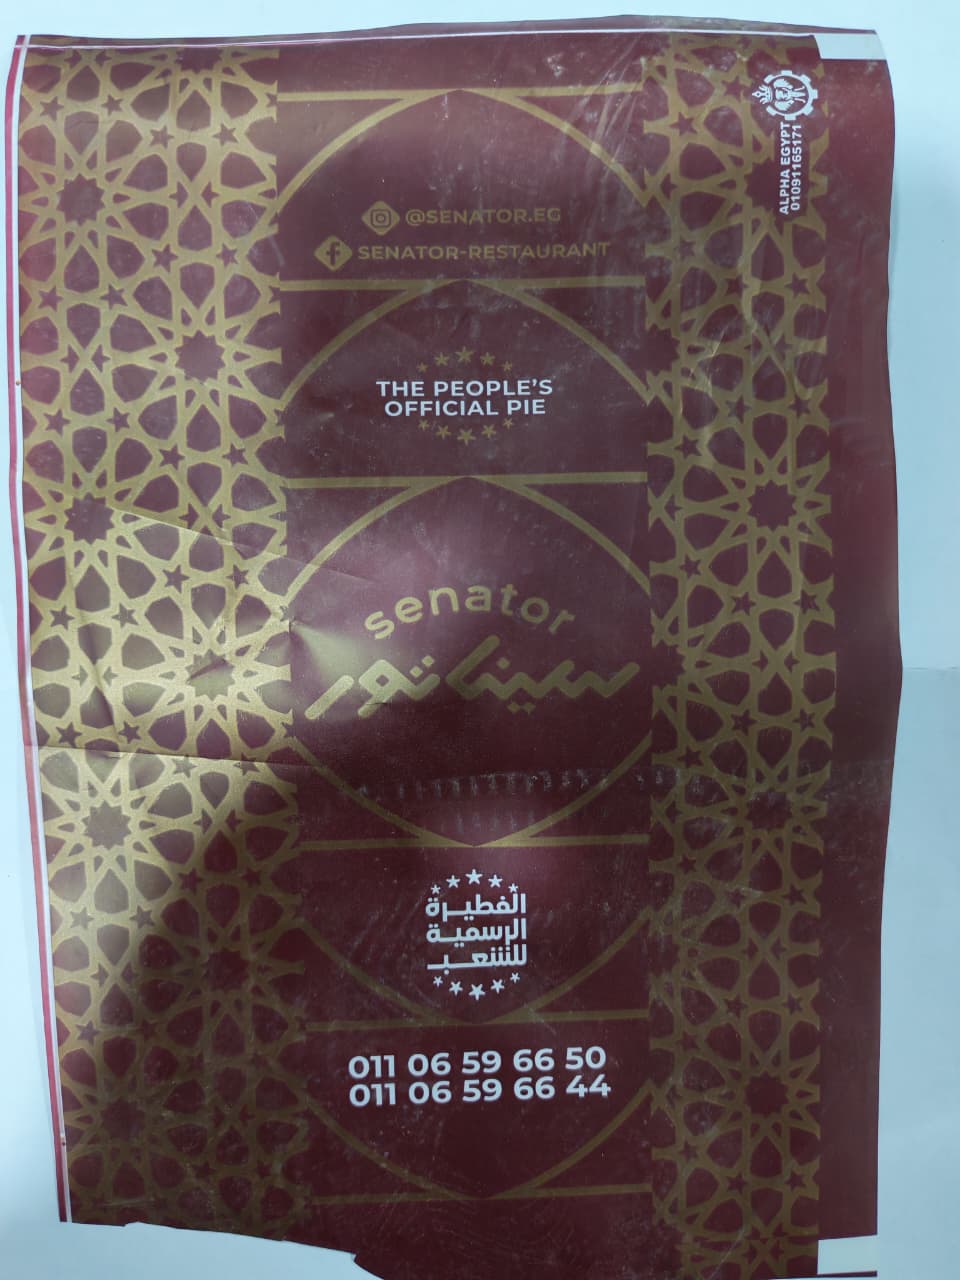 ALPHA EGYPT
01091165171
@SENATOR.EG
SENATOR-RESTAURANT
THE PEOPLE'S
OFFICIAL PIE
senator
سيناتور
الفطيرة
الرسمية
للشعب
011 06 59 66 50
011 06 59 66 44